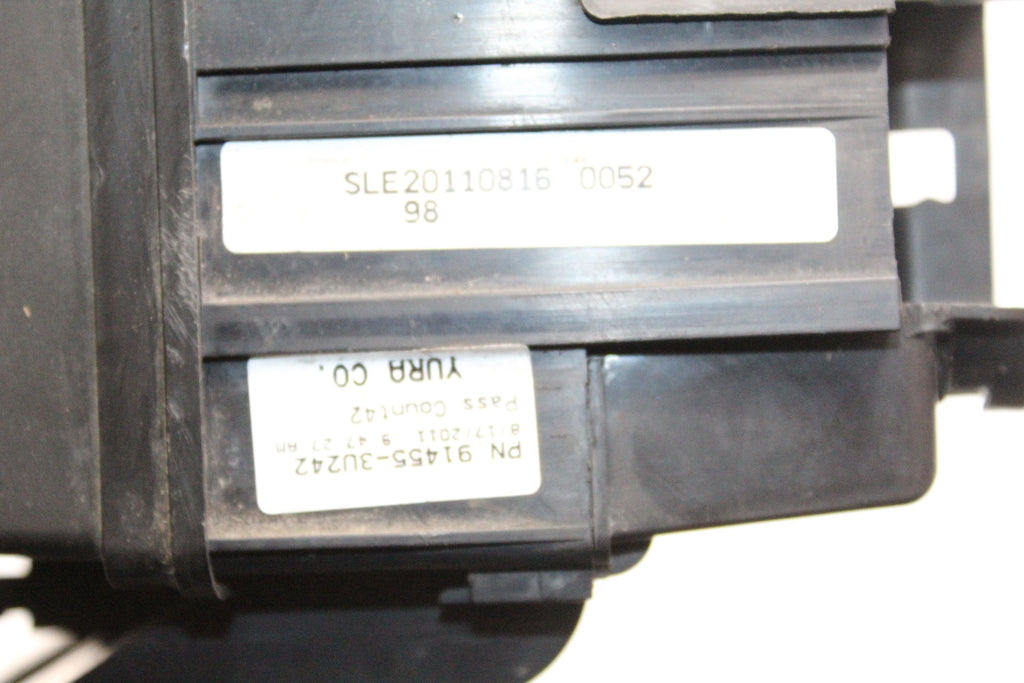 SLE20110816 0052
98
PN.91455-3U242
8/17/2011 9 47 27 AM
Pass Count42
YURA CO.